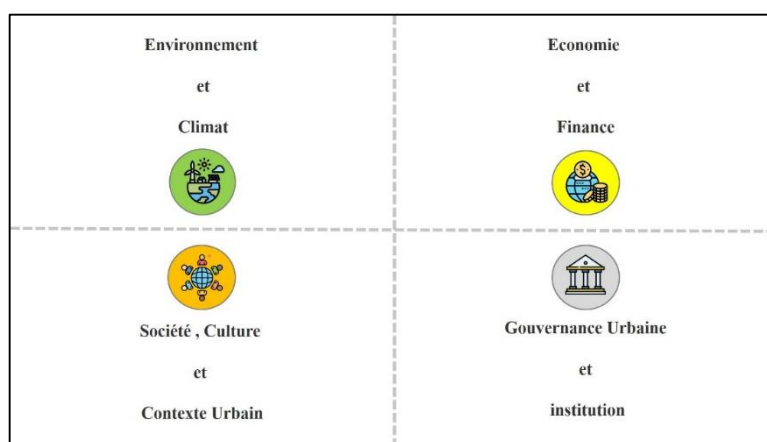 Environnement
et
Climat
Economie
et
Finance
$
Société , Culture
et
Contexte Urbain
Gouvernance Urbaine
et
institution